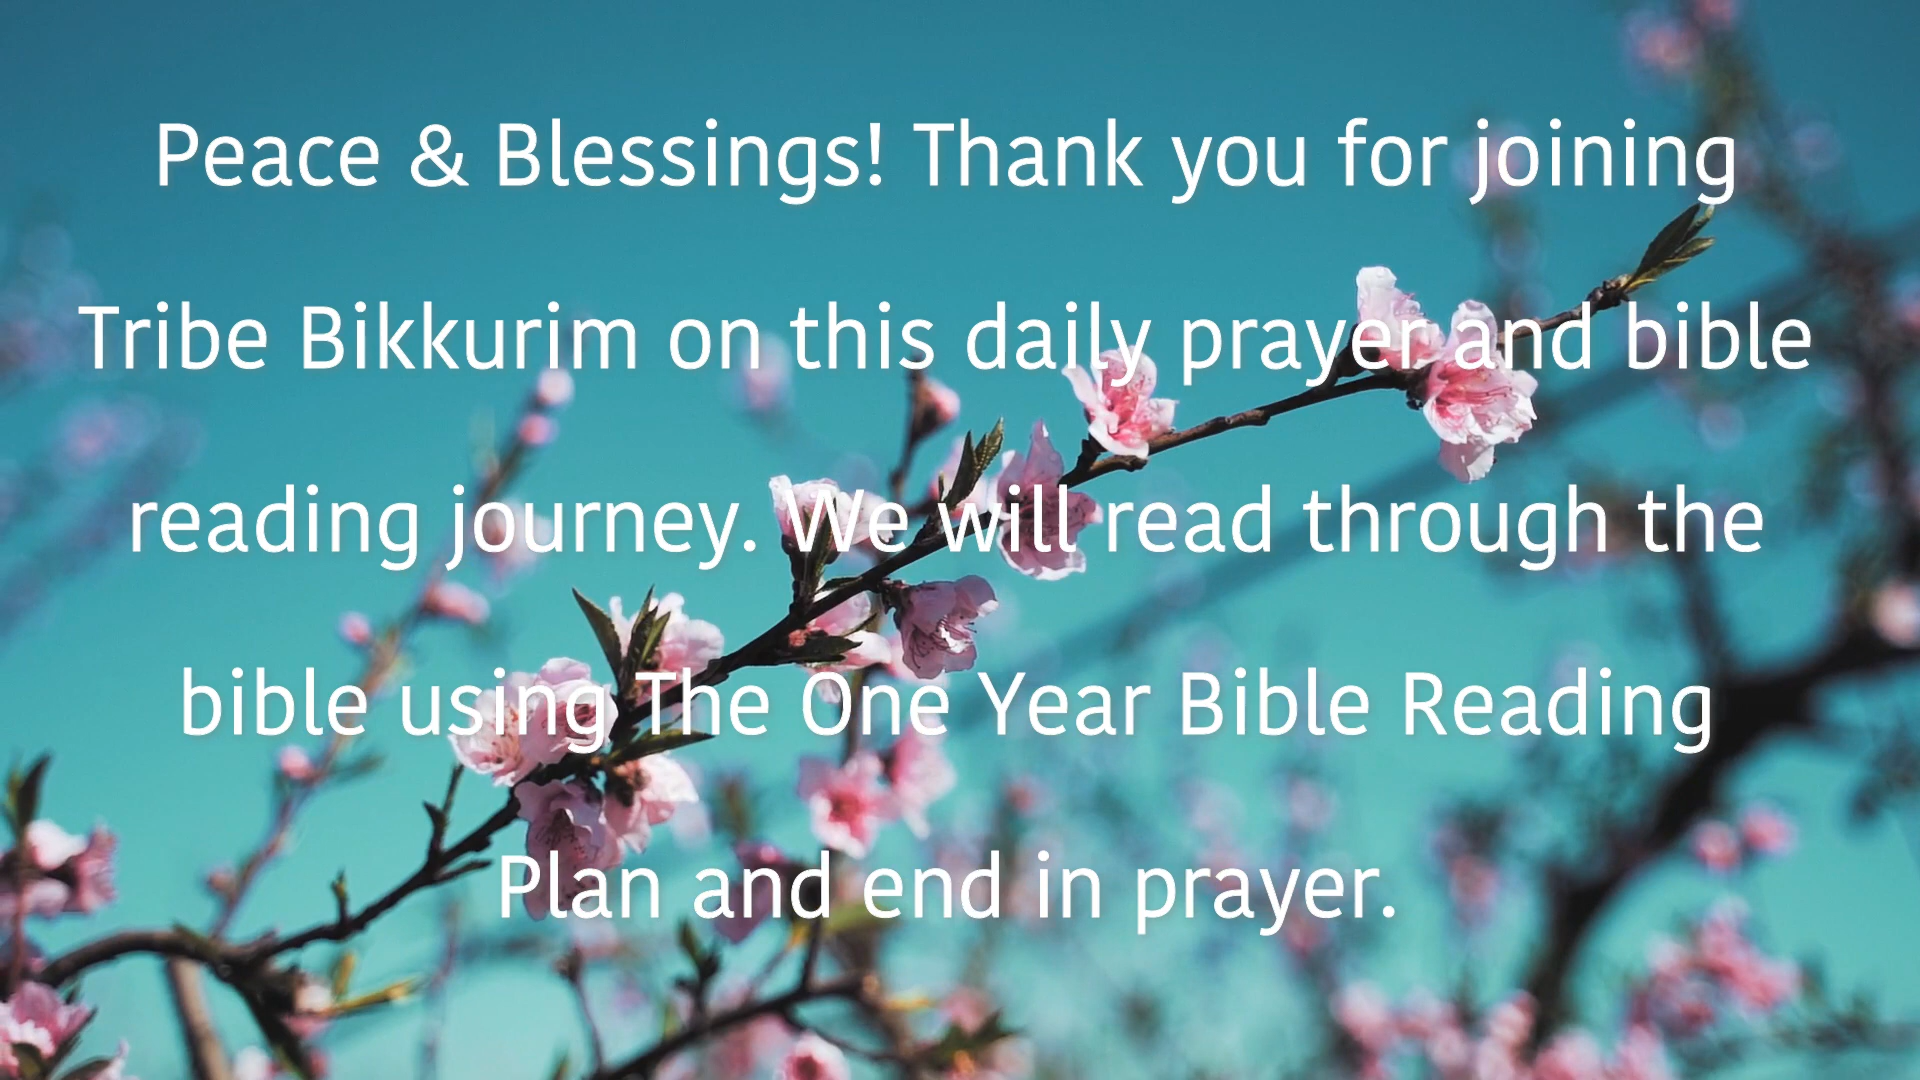 Peace & Blessings! Thank you for joining
Tribe Bikkurim on this daily prayer and bible
reading journey. We will read through the
bible using The One Year Bible Reading
Plan and end in prayer.